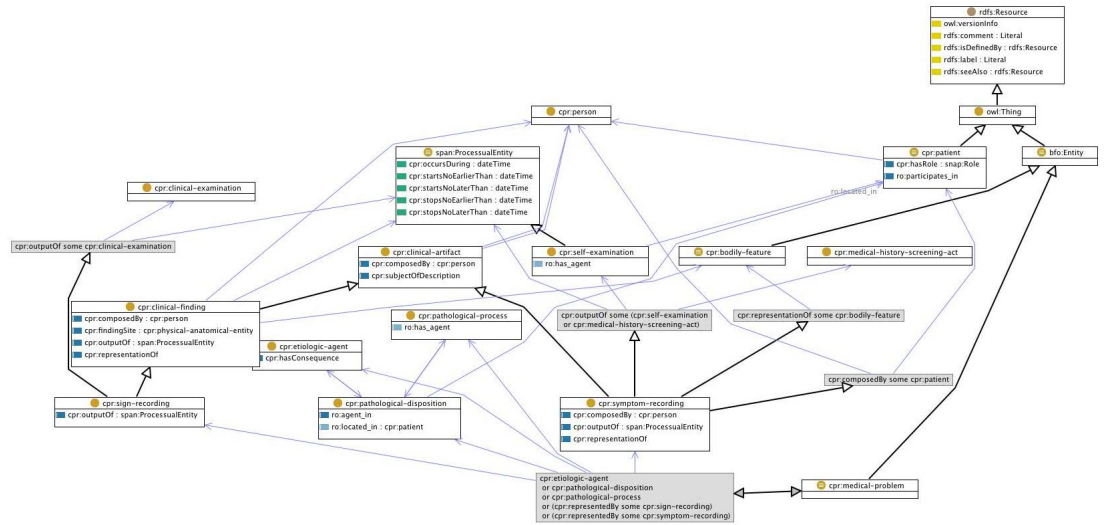 rdfs:Resource
owl:versionInfo
rdfs:comment : Literal
rdfs:isDefinedBy : rdfs:Resource
rdfs:label : Literal
rdfs:seeAlso : rdfs:Resource
cpr:person
owl:Thing
span:ProcessualEntity
cpr:occursDuring : dateTime
cpr:startsNoEarlierThan : dateTime
cpr:startsNoLaterThan : dateTime
cpr:stopsNoEarlierThan : dateTime
cpr:stopsNoLaterThan : dateTime
cpr:patient
cpr:hasRole : snap:Role
ro:participates_in
bfo:Entity
cpr:clinical-examination
ro:located_in
cpr:outputOf some cpr:clinical-examination
cpr:clinical-artifact
cpr:composedBy : cpr:person
cpr:subjectOfDescription
cpr:self-examination
ro:has_agent
cpr:bodily-feature
cpr:medical-history-screening-act
cpr:clinical-finding
cpr:composedBy : cpr:person
cpr:findingSite : cpr:physical-anatomical-entity
cpr:outputOf : span:ProcessualEntity
cpr:representationOf
cpr:pathological-process
ro:has_agent
cpr:outputOf some (cpr:self-examination
or cpr:medical-history-screening-act)
cpr:representationOf some cpr:bodily-feature
cpr:etiologic-agent
cpr:hasConsequence
cpr:composedBy some cpr:patient
cpr:sign-recording
cpr:outputOf : span:ProcessualEntity
cpr:pathological-disposition
ro:agent_in
ro:located_in : cpr:patient
cpr:symptom-recording
cpr:composedBy : cpr:person
cpr:outputOf : span:ProcessualEntity
cpr:representationOf
cpr:etiologic-agent
or cpr:pathological-disposition
or cpr:pathological-process
or (cpr:representedBy some cpr:sign-recording)
or (cpr:representedBy some cpr:symptom-recording)
cpr:medical-problem